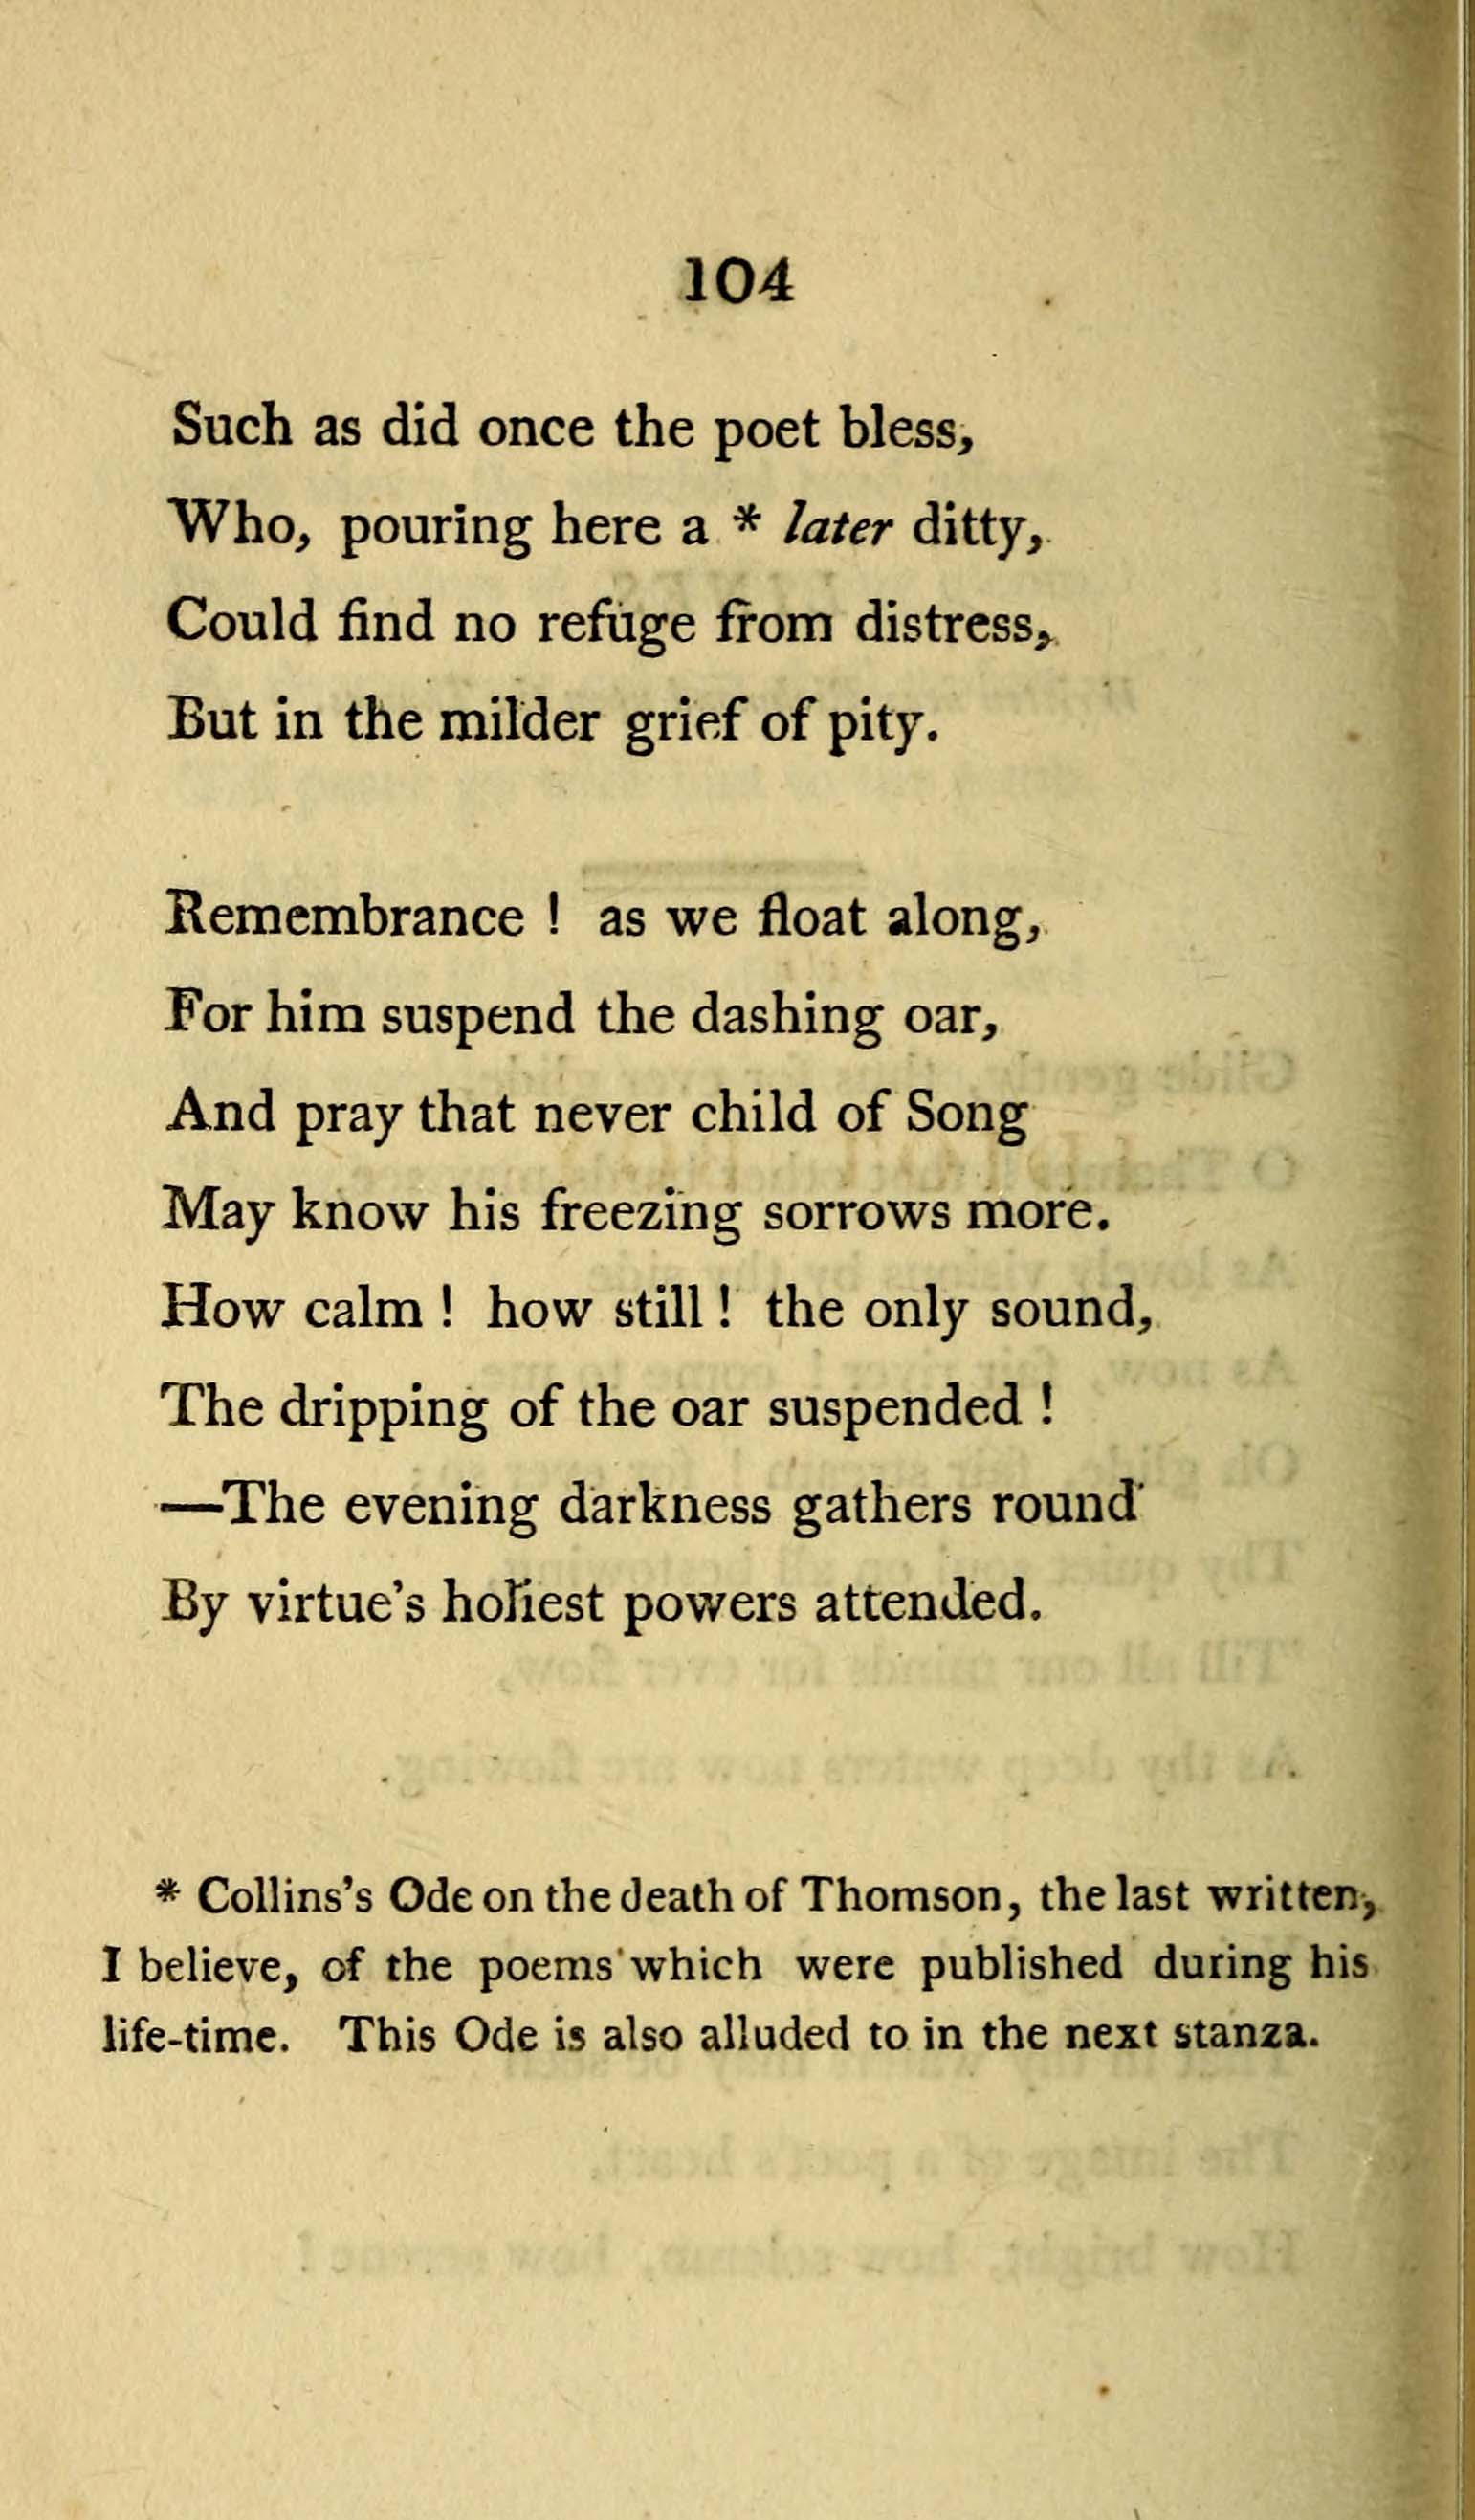 104
Such as did once the poet bless,
Who, pouring here a * later ditty,
Could find no refuge from distress,
But in the milder grief of pity.
Remembrance ! as we float along,
For him suspend the dashing oar,
And pray that never child of Song
May know his freezing sorrows more.
How calm ! how still ! the only sound,
The dripping of the oar suspended !
—The evening darkness gathers round
By virtue's holiest powers attended.
* Collins's Ode on the death of Thomson, the last written,
I believe, of the poems which were published during his
life-time. This Ode is also alluded to in the next stanza.